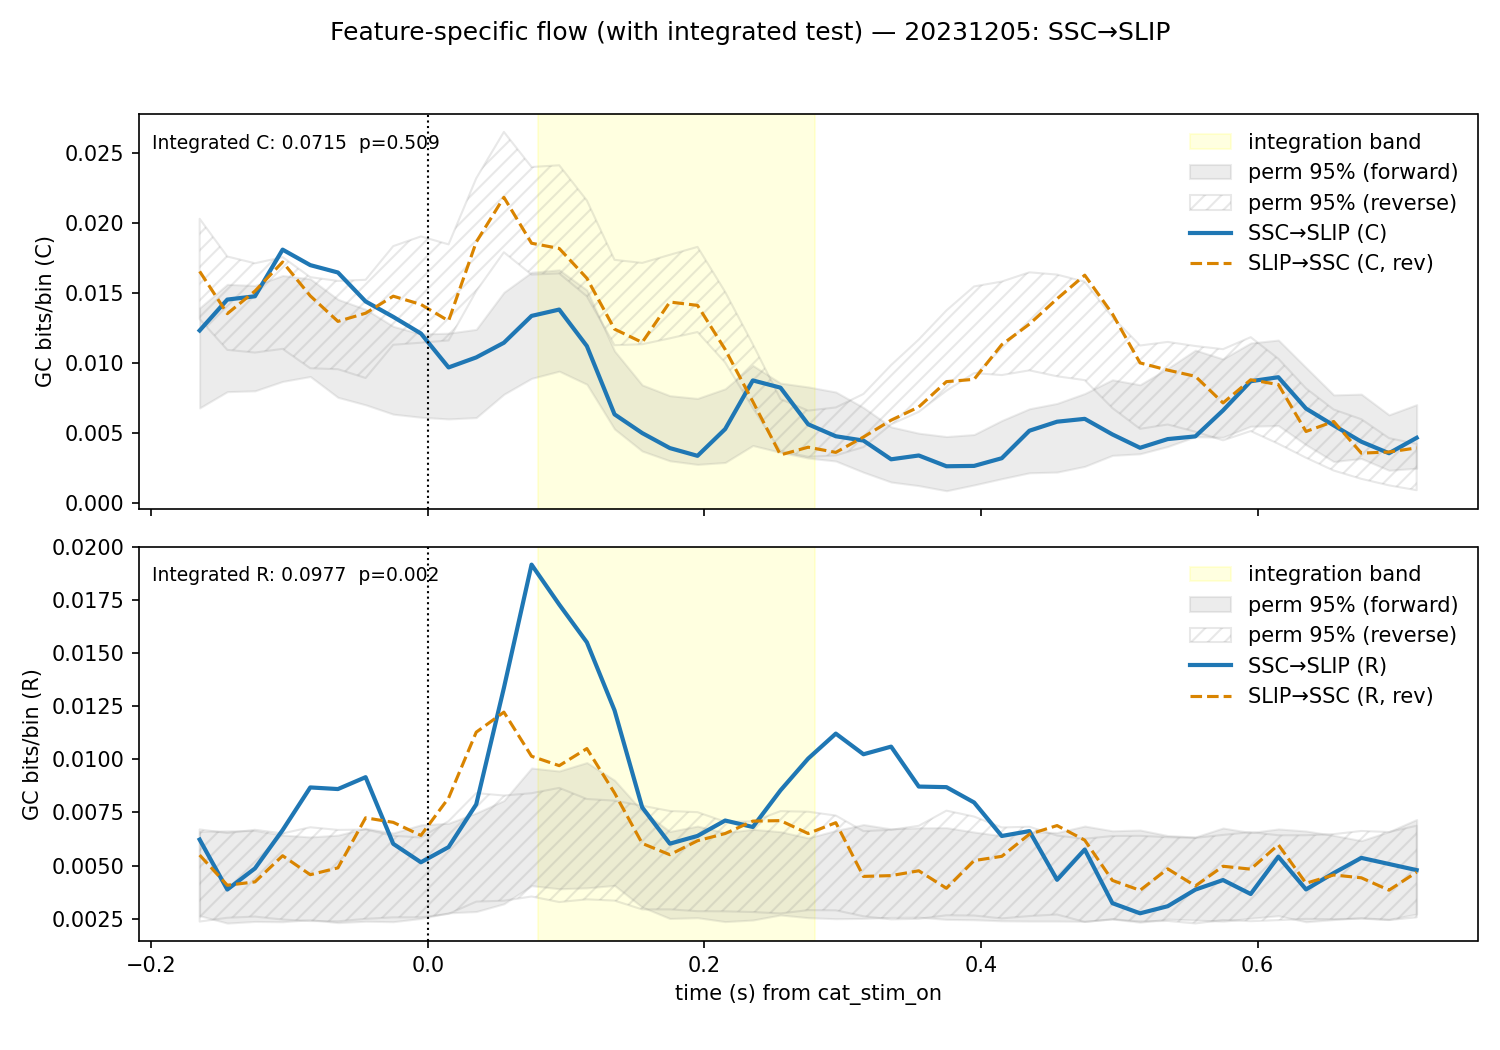 Feature-specific flow (with integrated test) — 20231205: SSC→SLIP
Integrated C: 0.0715  p=0.509
integration band
perm 95% (forward)
perm 95% (reverse)
SSC→SLIP (C)
SLIP→SSC (C, rev)
GC bits/bin (C)
0.025
0.020
0.015
0.010
0.005
0.000
Integrated R: 0.0977  p=0.002
integration band
perm 95% (forward)
perm 95% (reverse)
SSC→SLIP (R)
SLIP→SSC (R, rev)
GC bits/bin (R)
0.0200
0.0175
0.0150
0.0125
0.0100
0.0075
0.0050
0.0025
−0.2 0.0 0.2 0.4 0.6
time (s) from cat_stim_on